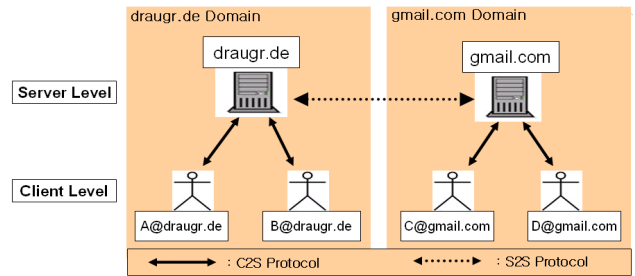 draugr.de Domain
gmail.com Domain
draugr.de
gmail.com
Server Level
Client Level
A@draugr.de
B@draugr.de
C@gmail.com
D@gmail.com
: C2S Protocol
: S2S Protocol